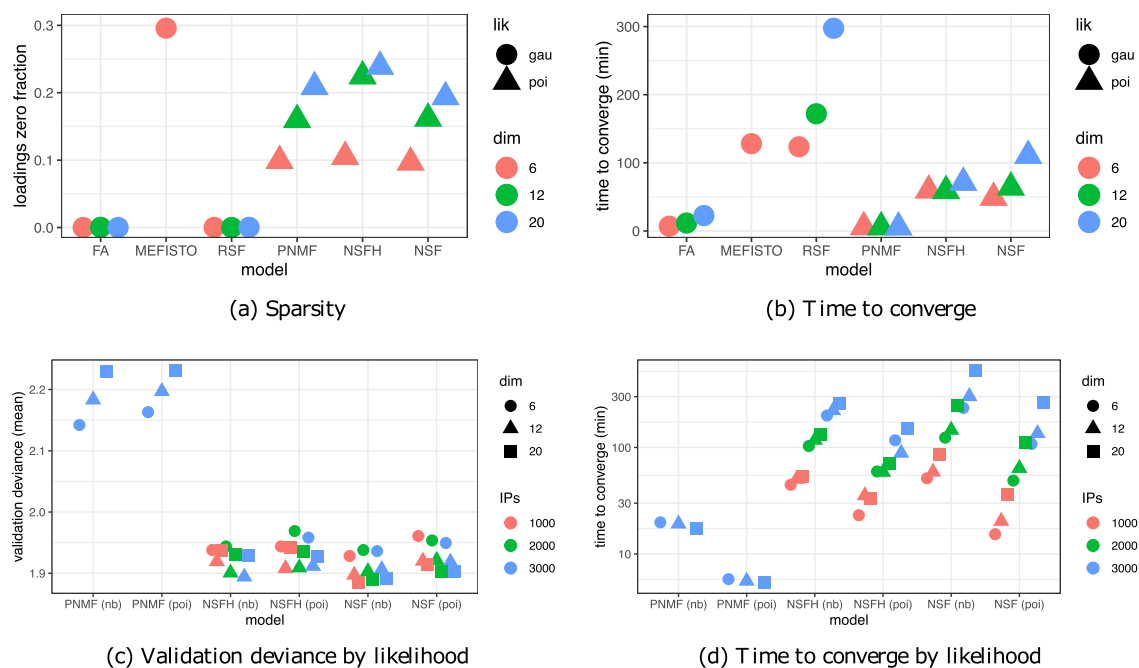 loadings zero fraction
0.3
0.2
0.1
0.0
FA MEFISTO RSF PNMF NSFH NSF
model
lik
gau
poi
dim
6
12
20
(a) Sparsity
time to converge (min)
300
200
100
0
FA MEFISTO RSF PNMF NSFH NSF
model
lik
gau
poi
dim
6
12
20
(b) Time to converge
validation deviance (mean)
2.2
2.1
2.0
1.9
PNMF (nb) PNMF (poi) NSFH (nb) NSFH (poi) NSF (nb) NSF (poi)
model
dim
6
12
20
IPs
1000
2000
3000
(c) Validation deviance by likelihood
time to converge (min)
300
100
30
10
PNMF (nb) PNMF (poi) NSFH (nb) NSFH (poi) NSF (nb) NSF (poi)
model
dim
6
12
20
IPs
1000
2000
3000
(d) Time to converge by likelihood